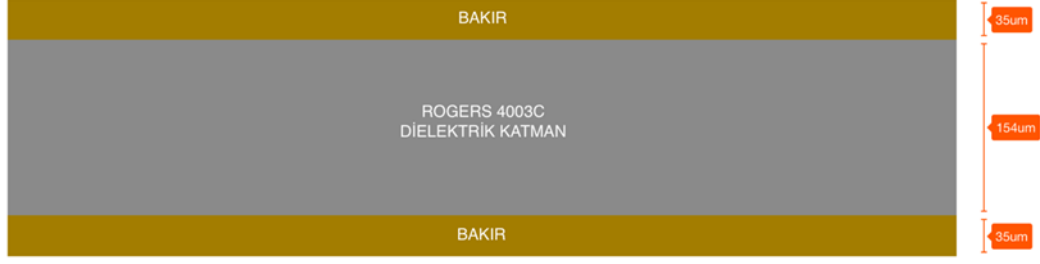 BAKIR
35um
ROGERS 4003C
DİELEKTRİK KATMAN
154um
BAKIR
35um